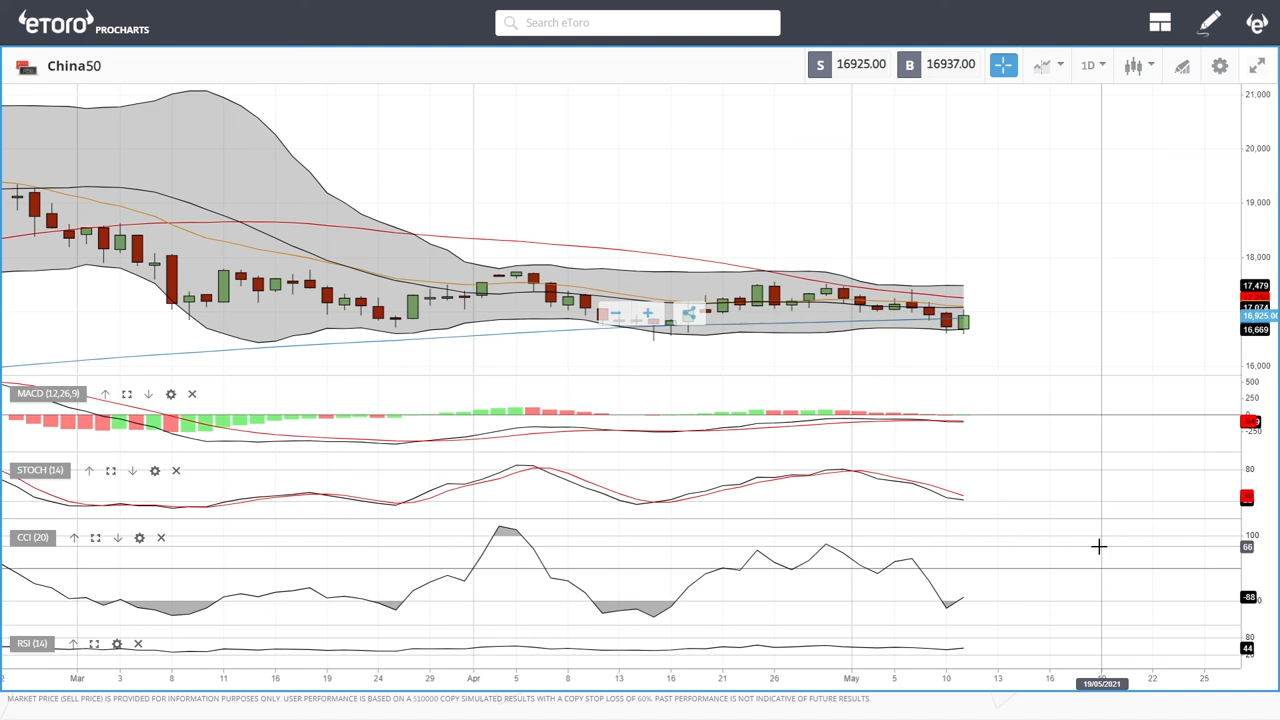 eToro PROCHARTS
Search eToro
China50
S 16925.00 B 16937.00 1D
21,000
20,000
19,000
18,000
17,479
16,925.00
16,669
16,000
MACD (12,26,9)
500
250
STOCH (14)
80
CCI (20)
100
66
-88
RSI (14)
80
44
Mar 3 8 11 16 19 24 29 Apr 5 8 13 16 21 26 May 5 10 13 16 22 25
19/05/2021
MARKET PRICE (SELL PRICE) IS PROVIDED FOR INFORMATION PURPOSES ONLY. USER PERFORMANCE IS BASED ON A $10000 COPY SIMULATED RESULTS WITH A COPY STOP LOSS OF 60%. PAST PERFORMANCE IS NOT INDICATIVE OF FUTURE RESULTS.